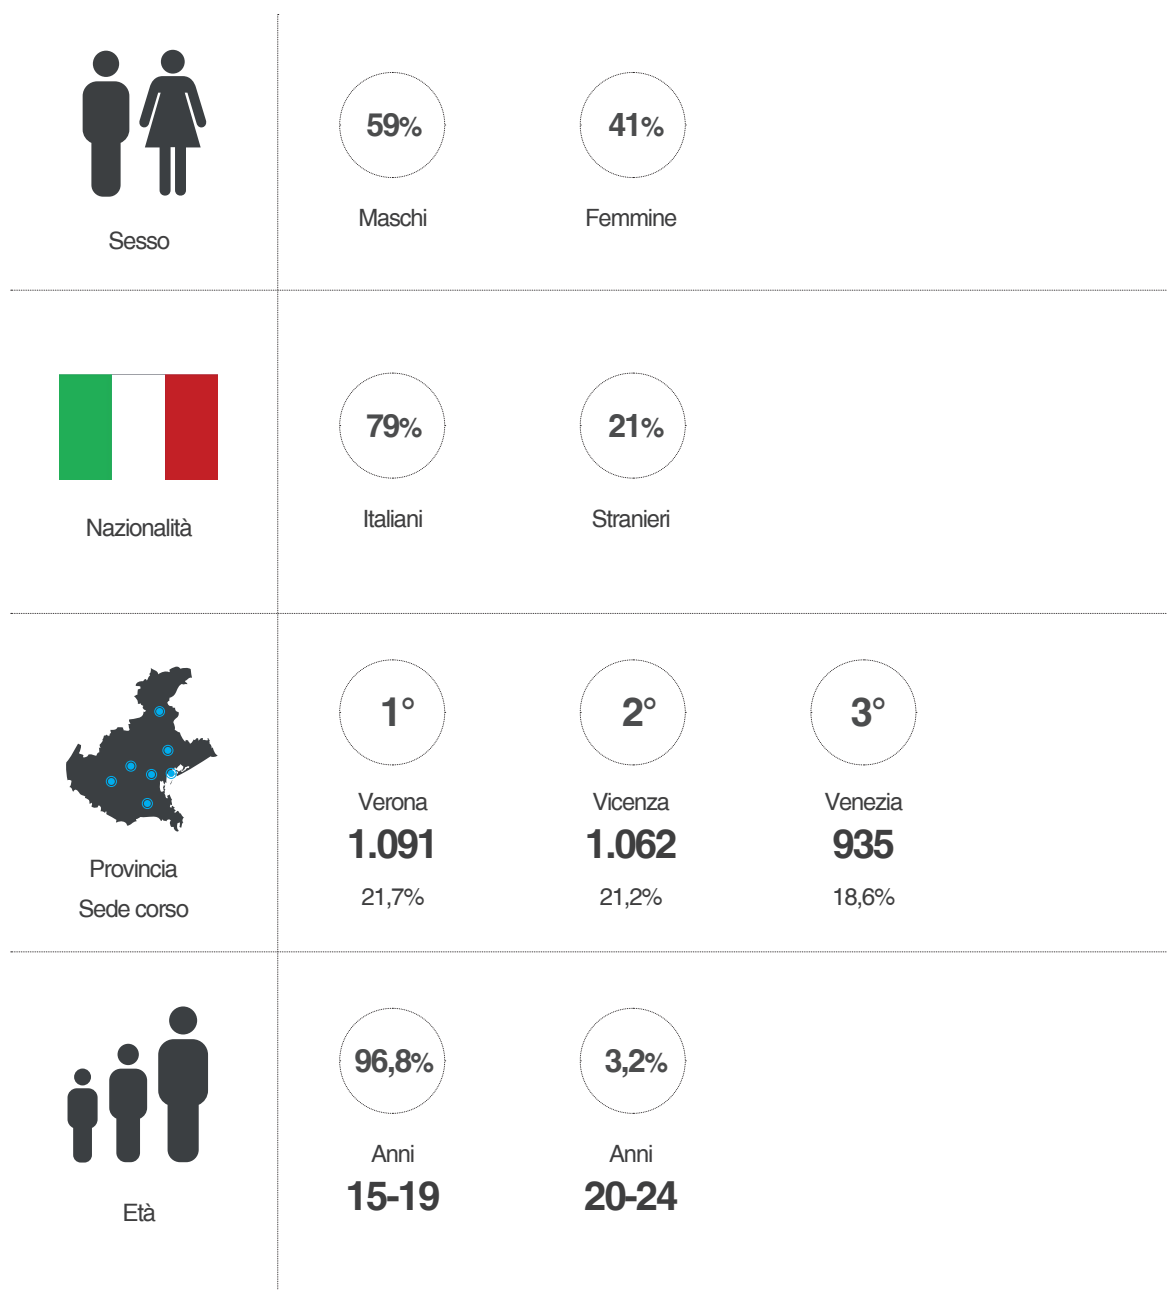 59%
41%
Maschi
Femmine
Sesso
79%
21%
Italiani
Stranieri
Nazionalità
1°
2°
3°
Verona
Vicenza
Venezia
1.091
1.062
935
21,7%
21,2%
18,6%
Provincia
Sede corso
96,8%
3,2%
Anni
Anni
15-19
20-24
Età